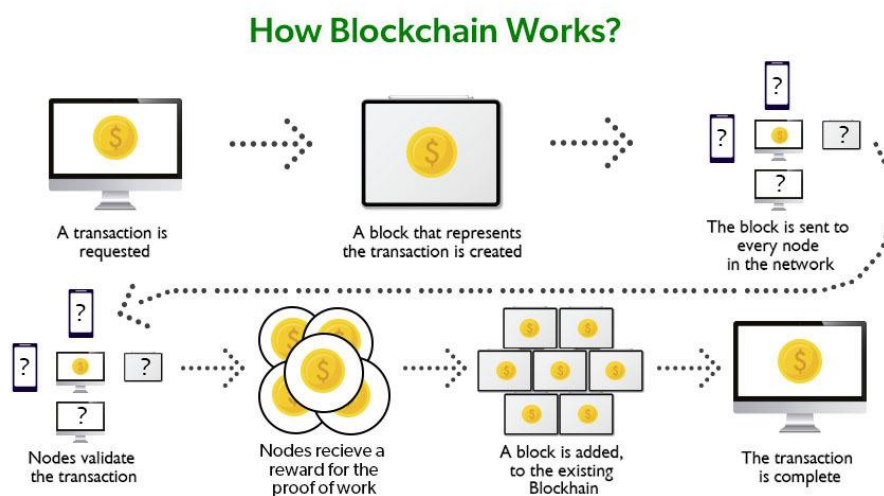 How Blockchain Works?
$
$
?
?
$
?
?
A transaction is
requested
A block that represents
the transaction is created
The block is sent to
every node
in the network
?
?
$
?
?
$
$
$
$
$
$
$
$
$
$
$
$
$
Nodes validate
the transaction
Nodes recieve a
reward for the
proof of work
A block is added,
to the existing
Blockhain
The transaction
is complete